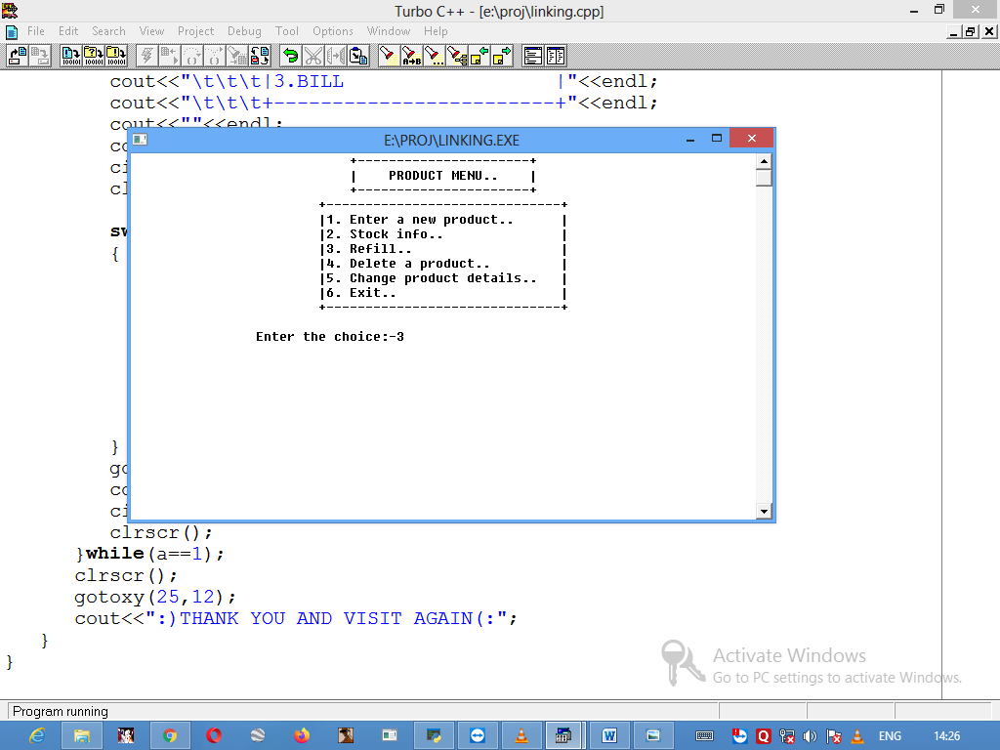 Turbo C++ - [e:\proj\linking.cpp]
File Edit Search View Project Debug Tool Options Window Help
cout<<"\t\t\t|3.BILL |"<<endl;
cout<<"\t\t\t+------------------------+"<<endl;
cout<<""<<endl;
co
ci
cl
sw
{
E:\PROJ\LINKING.EXE
+----------------------+
| PRODUCT MENU.. |
+----------------------+
+------------------------------+
|1. Enter a new product.. |
|2. Stock info.. |
|3. Refill.. |
|4. Delete a product.. |
|5. Change product details.. |
|6. Exit.. |
+------------------------------+
Enter the choice:-3
}
go
co
ci
clrscr();
}while(a==1);
clrscr();
gotoxy(25,12);
cout<<":)THANK YOU AND VISIT AGAIN(:";
}
}
Activate Windows
Go to PC settings to activate Windows.
Program running
ENG 14:26